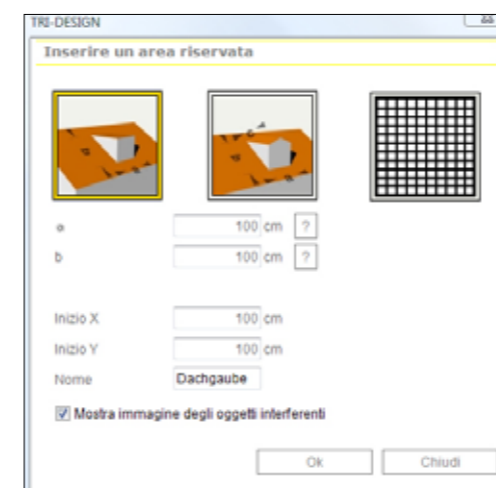 TRI-DESIGN
Inserire un area riservata
a 100 cm ?
b 100 cm ?
Inizio X 100 cm
Inizio Y 100 cm
Nome Dachgaube
Mostra immagine degli oggetti interferenti
Ok Chiudi